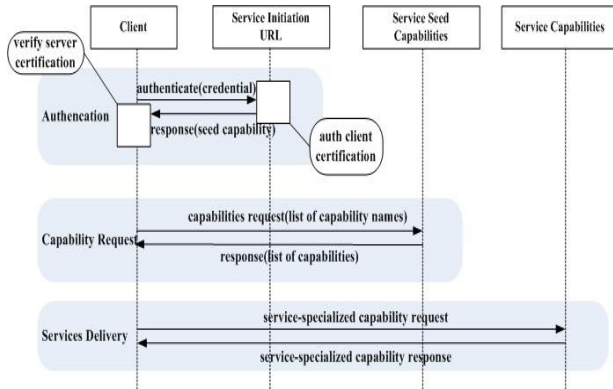 Client
Service Initiation
URL
Service Seed
Capabilities
Service Capabilities
verify server
certification
authenticate(credential)
Authencation
response(seed capability)
auth client
certification
capabilities request(list of capability names)
Capability Request
response(list of capabilities)
service-specialized capability request
Services Delivery
service-specialized capability response